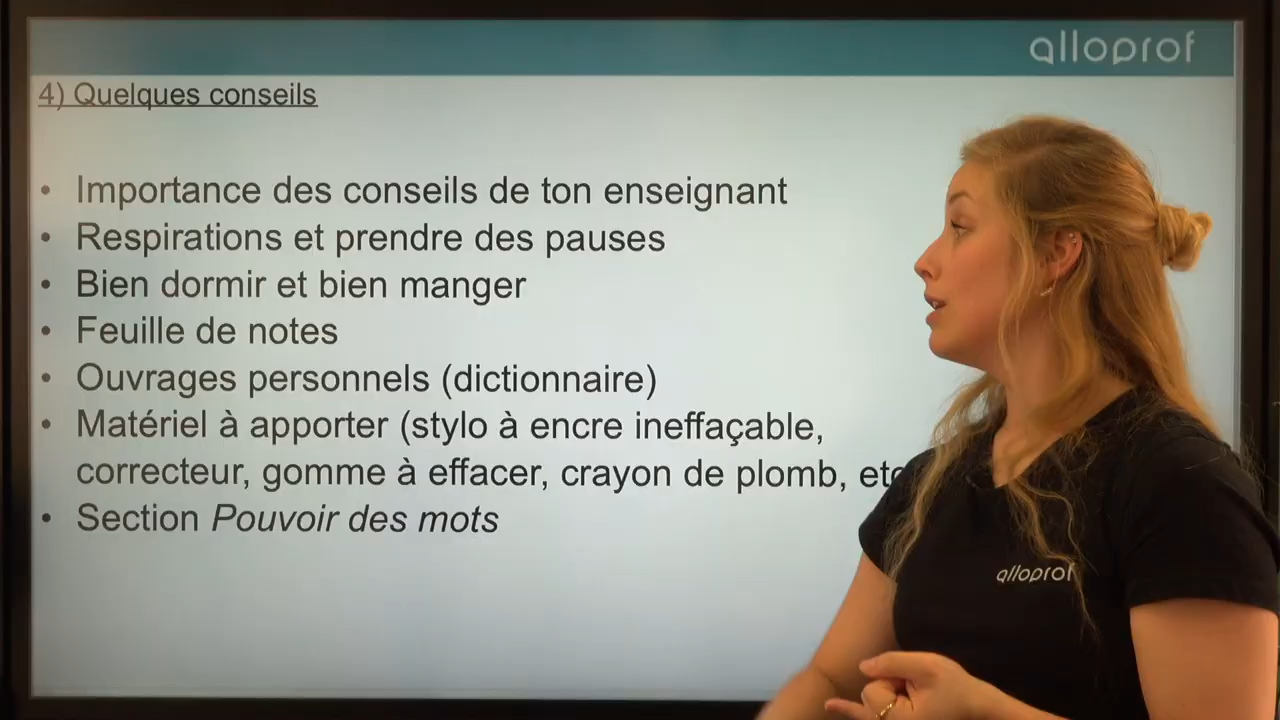 alloprof
4) Quelques conseils
• Importance des conseils de ton enseignant
• Respirations et prendre des pauses
• Bien dormir et bien manger
• Feuille de notes
• Ouvrages personnels (dictionnaire)
• Matériel à apporter (stylo à encre ineffaçable,
correcteur, gomme à effacer, crayon de plomb, etc
• Section Pouvoir des mots
alloprof